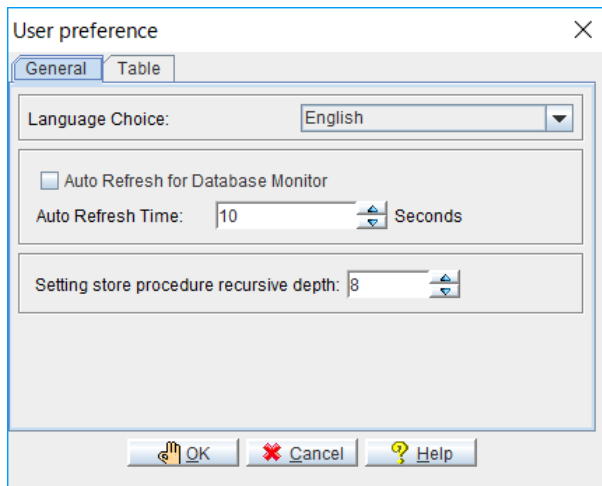 User preference
General Table
Language Choice: English
Auto Refresh for Database Monitor
Auto Refresh Time: 10 Seconds
Setting store procedure recursive depth: 8
OK Cancel Help